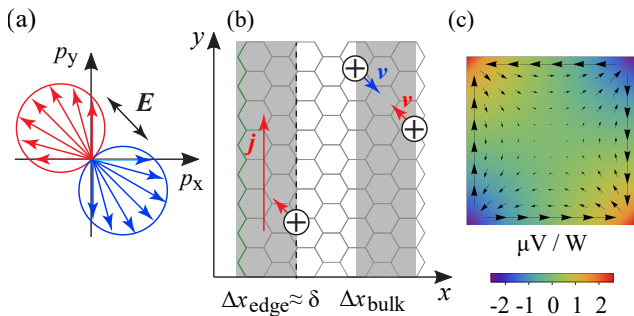 (a)
p_y
E
p_x
(b)
y
v
v
j
x
Δx_edge ≈ δ
Δx_bulk
(c)
μV / W
-2 -1 0 1 2